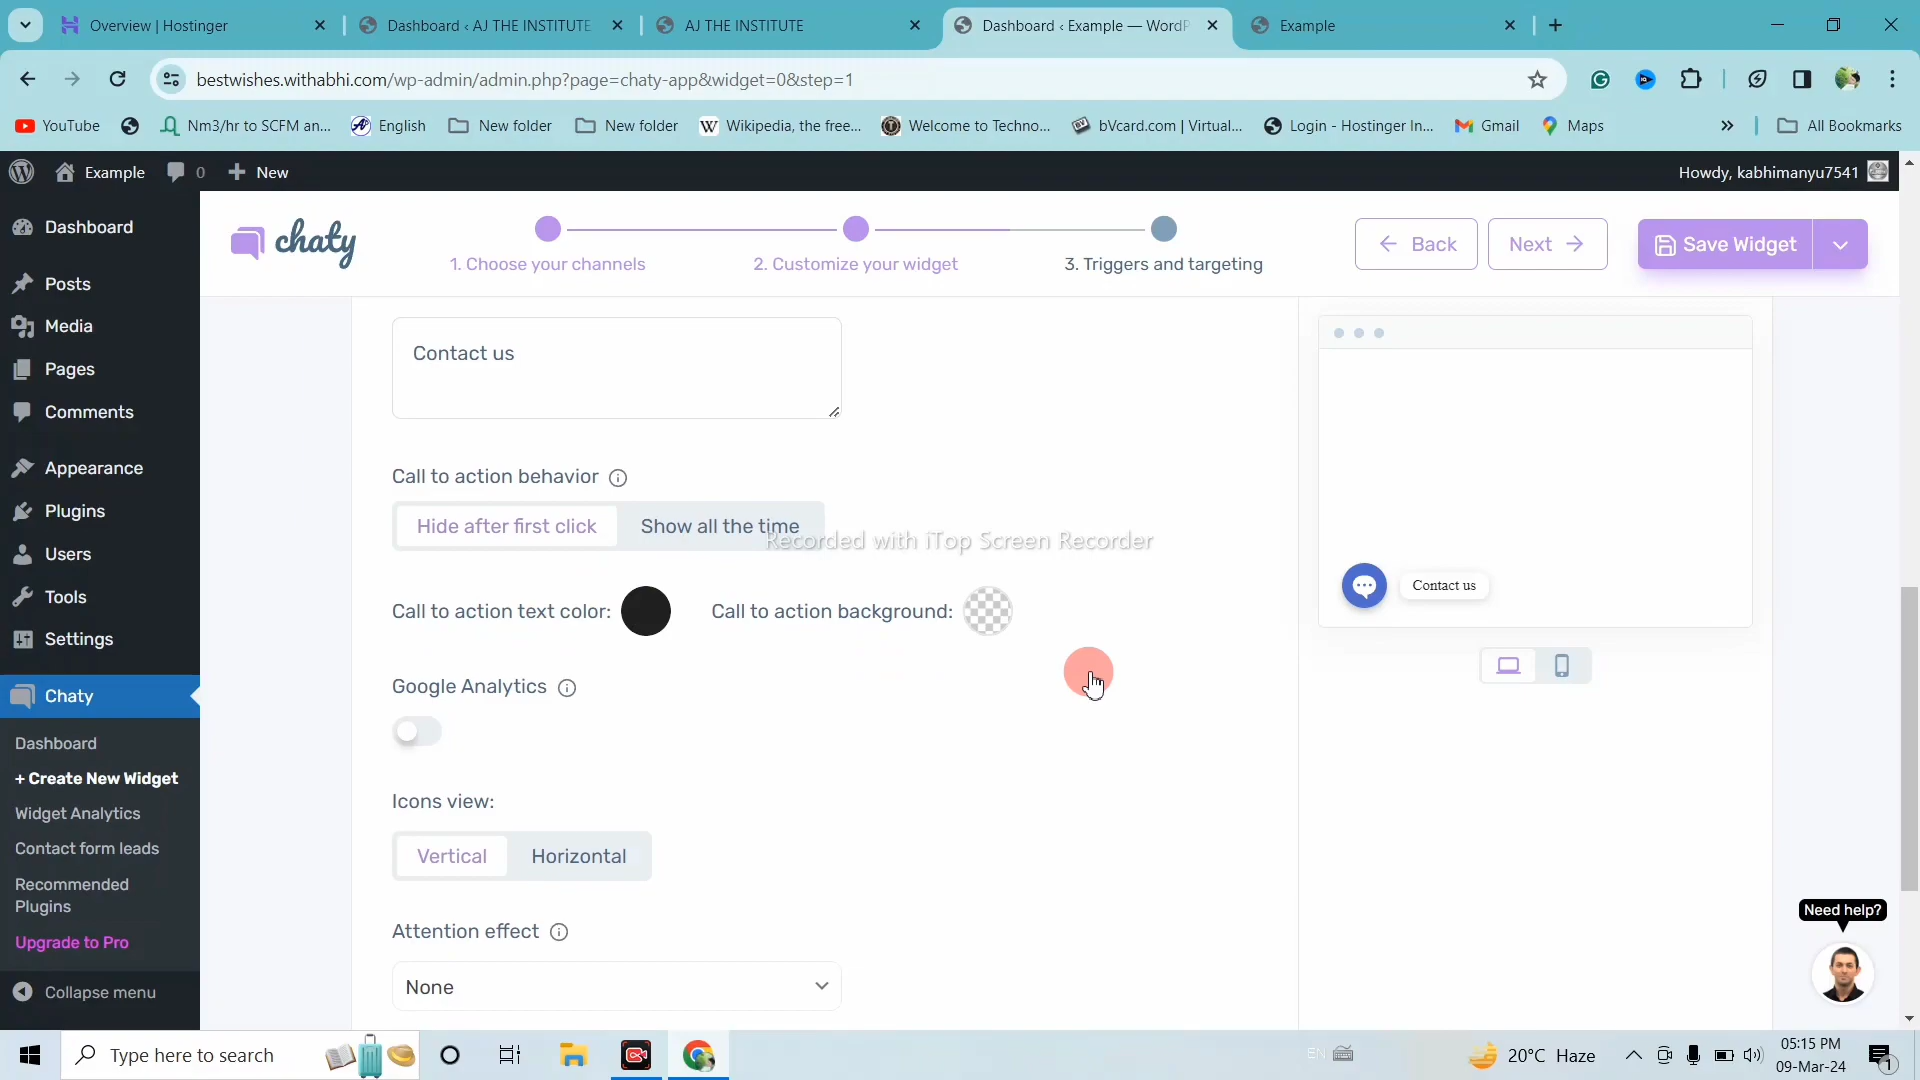 Overview | Hostinger
Dashboard ‹ AJ THE INSTITUTE
AJ THE INSTITUTE
Dashboard ‹ Example — WordP
Example
bestwishes.withabhi.com/wp-admin/admin.php?page=chaty-app&widget=0&step=1
YouTube
Nm3/hr to SCFM an...
English
New folder
New folder
Wikipedia, the free...
Welcome to Techno...
bVcard.com | Virtual...
Login - Hostinger In...
Gmail
Maps
»
All Bookmarks
Example
0
New
Howdy, kabhimanyu7541
Dashboard
Posts
Media
Pages
Comments
Appearance
Plugins
Users
Tools
Settings
Chaty
Dashboard
+ Create New Widget
Widget Analytics
Contact form leads
Recommended
Plugins
Upgrade to Pro
Collapse menu
chaty
1. Choose your channels
2. Customize your widget
3. Triggers and targeting
← Back
Next →
Save Widget
Contact us
Call to action behavior
Hide after first click
Show all the time
Recorded with iTop Screen Recorder
Call to action text color:
Call to action background:
Google Analytics
Icons view:
Vertical
Horizontal
Attention effect
None
Contact us
Need help?
Type here to search
EN
20°C Haze
05:15 PM
09-Mar-24
1